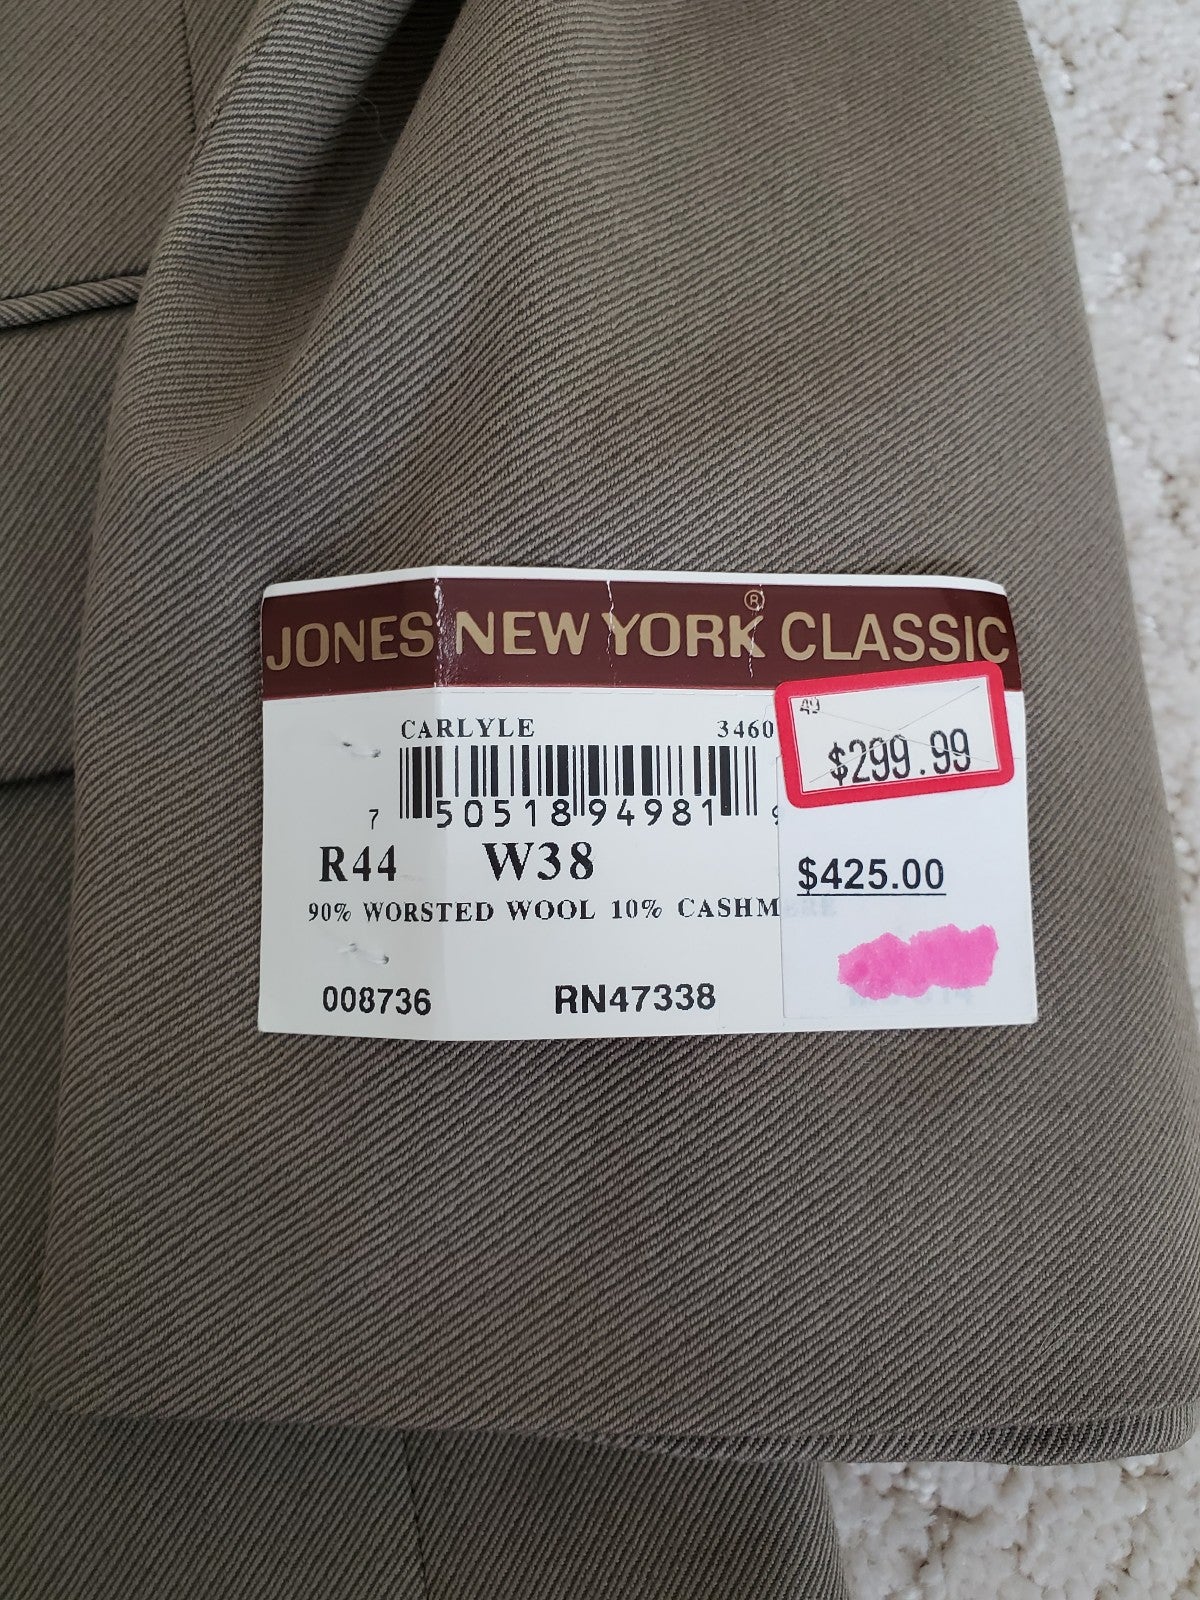 JONES NEW YORK® CLASSIC
49
$299.99
CARLYLE 3460
7 50518 94981
R44 W38
$425.00
90% WORSTED WOOL 10% CASHMERE
008736 RN47338